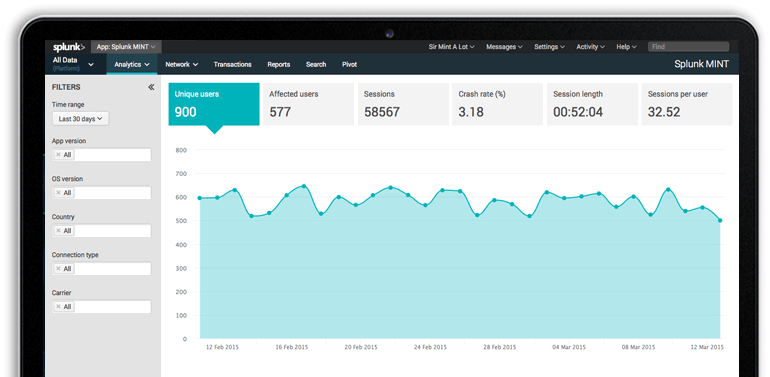 splunk> App: Splunk MINT Sir Mint A Lot Messages Settings Activity Help Find
All Data Analytics Network Transactions Reports Search Pivot Splunk MINT
(Platform)
FILTERS
Time range
Last 30 days
App version
All
OS version
All
Country
All
Connection type
All
Carrier
All
Unique users Affected users Sessions Crash rate (%) Session length Sessions per user
900 577 58567 3.18 00:52:04 32.52
800
700
600
500
400
300
200
100
0
12 Feb 2015 16 Feb 2015 20 Feb 2015 24 Feb 2015 28 Feb 2015 04 Mar 2015 08 Mar 2015 12 Mar 2015